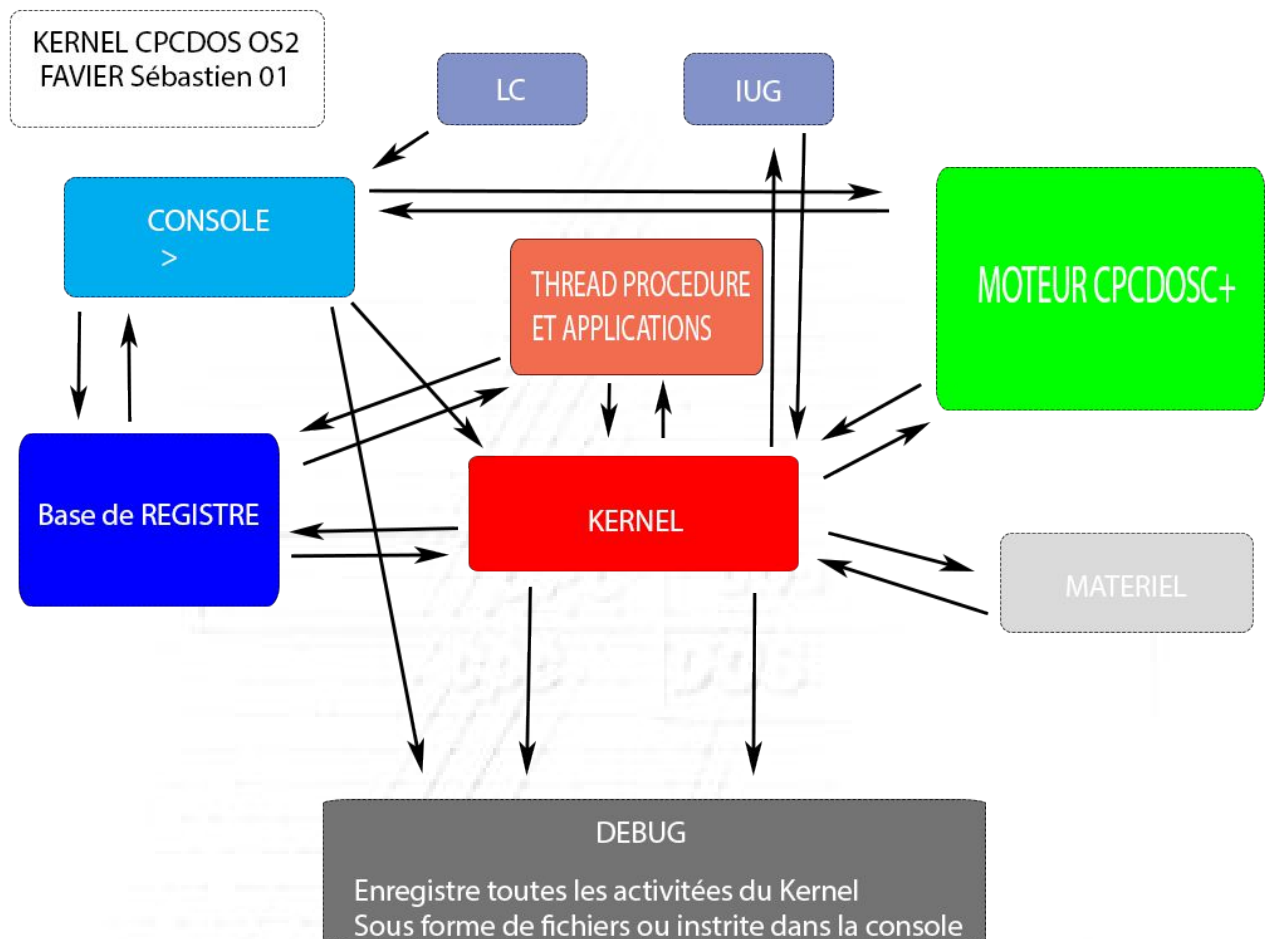 KERNEL CPCDOS OS2
FAVIER Sébastien 01
LC
IUG
CONSOLE
>
THREAD PROCEDURE
ET APPLICATIONS
MOTEUR CPCDOSC+
Base de REGISTRE
KERNEL
MATERIEL
DEBUG
Enregistre toutes les activitées du Kernel
Sous forme de fichiers ou instrite dans la console